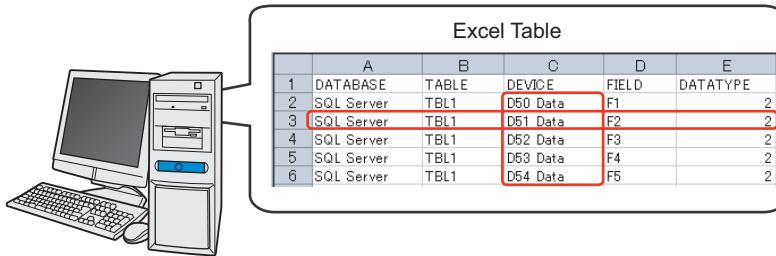 Excel Table
A B C D E
1 DATABASE TABLE DEVICE FIELD DATATYPE
2 SQL Server TBL1 D50 Data F1 2
3 SQL Server TBL1 D51 Data F2 2
4 SQL Server TBL1 D52 Data F3 2
5 SQL Server TBL1 D53 Data F4 2
6 SQL Server TBL1 D54 Data F5 2